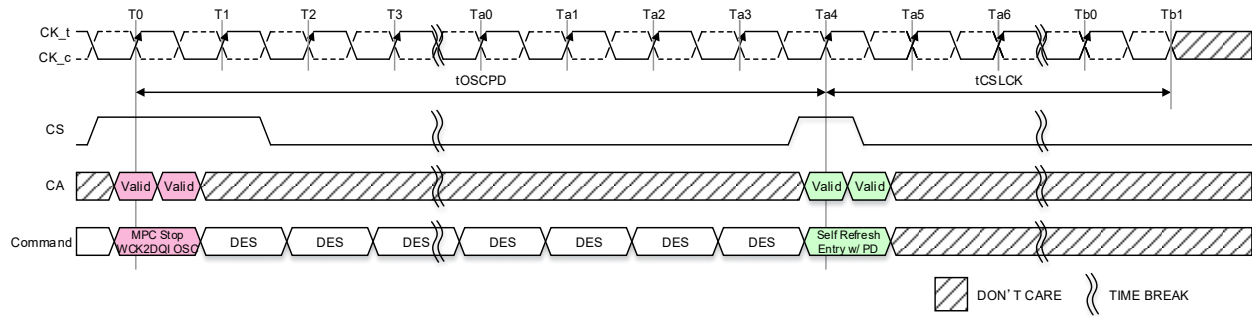 T0 T1 T2 T3 Ta0 Ta1 Ta2 Ta3 Ta4 Ta5 Ta6 Tb0 Tb1
CK_t
CK_c
tOSCPD tCSLCK
CS
CA Valid Valid Valid Valid
Command MPC Stop WCK2DQI OSC DES DES DES DES DES DES DES Self Refresh Entry w/ PD
DON'T CARE TIME BREAK